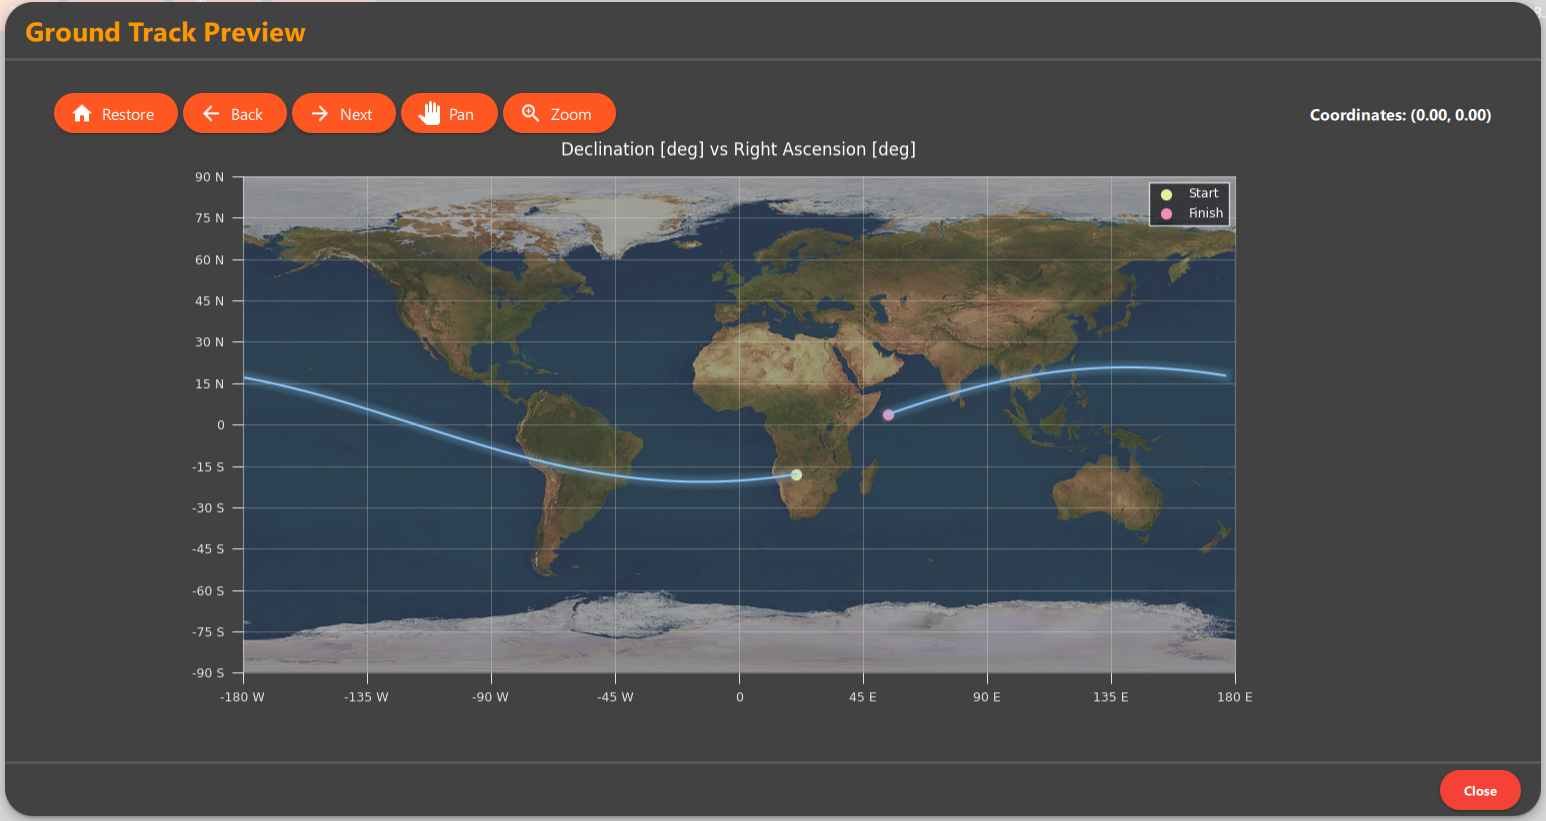 Ground Track Preview
Restore
Back
Next
Pan
Zoom
Coordinates: (0.00, 0.00)
Declination [deg] vs Right Ascension [deg]
Start
Finish
90 N
75 N
60 N
45 N
30 N
15 N
0
-15 S
-30 S
-45 S
-60 S
-75 S
-90 S
-180 W -135 W -90 W -45 W 0 45 E 90 E 135 E 180 E
Close